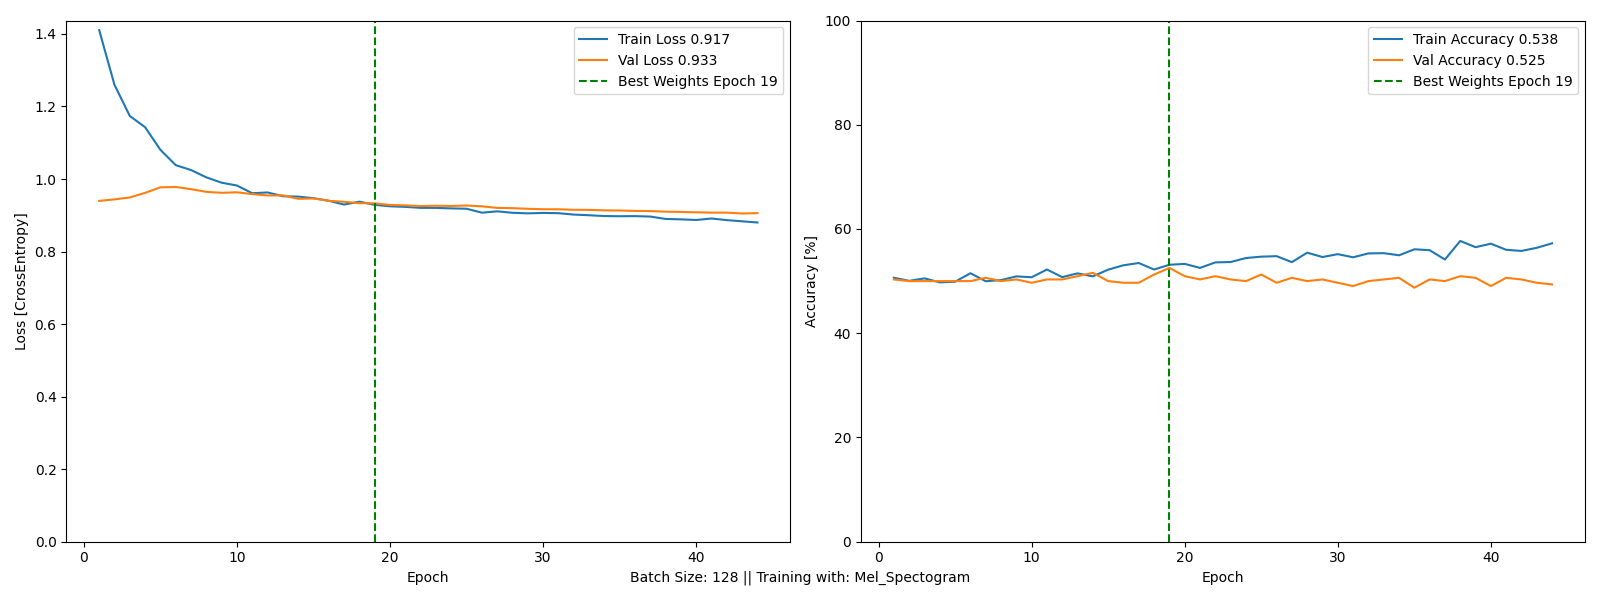 Loss [CrossEntropy]
1.4
1.2
1.0
0.8
0.6
0.4
0.2
0.0
0
10
20
30
40
Epoch
Train Loss 0.917
Val Loss 0.933
Best Weights Epoch 19
Accuracy [%]
100
80
60
40
20
0
0
10
20
30
40
Epoch
Train Accuracy 0.538
Val Accuracy 0.525
Best Weights Epoch 19
Batch Size: 128 || Training with: Mel_Spectogram